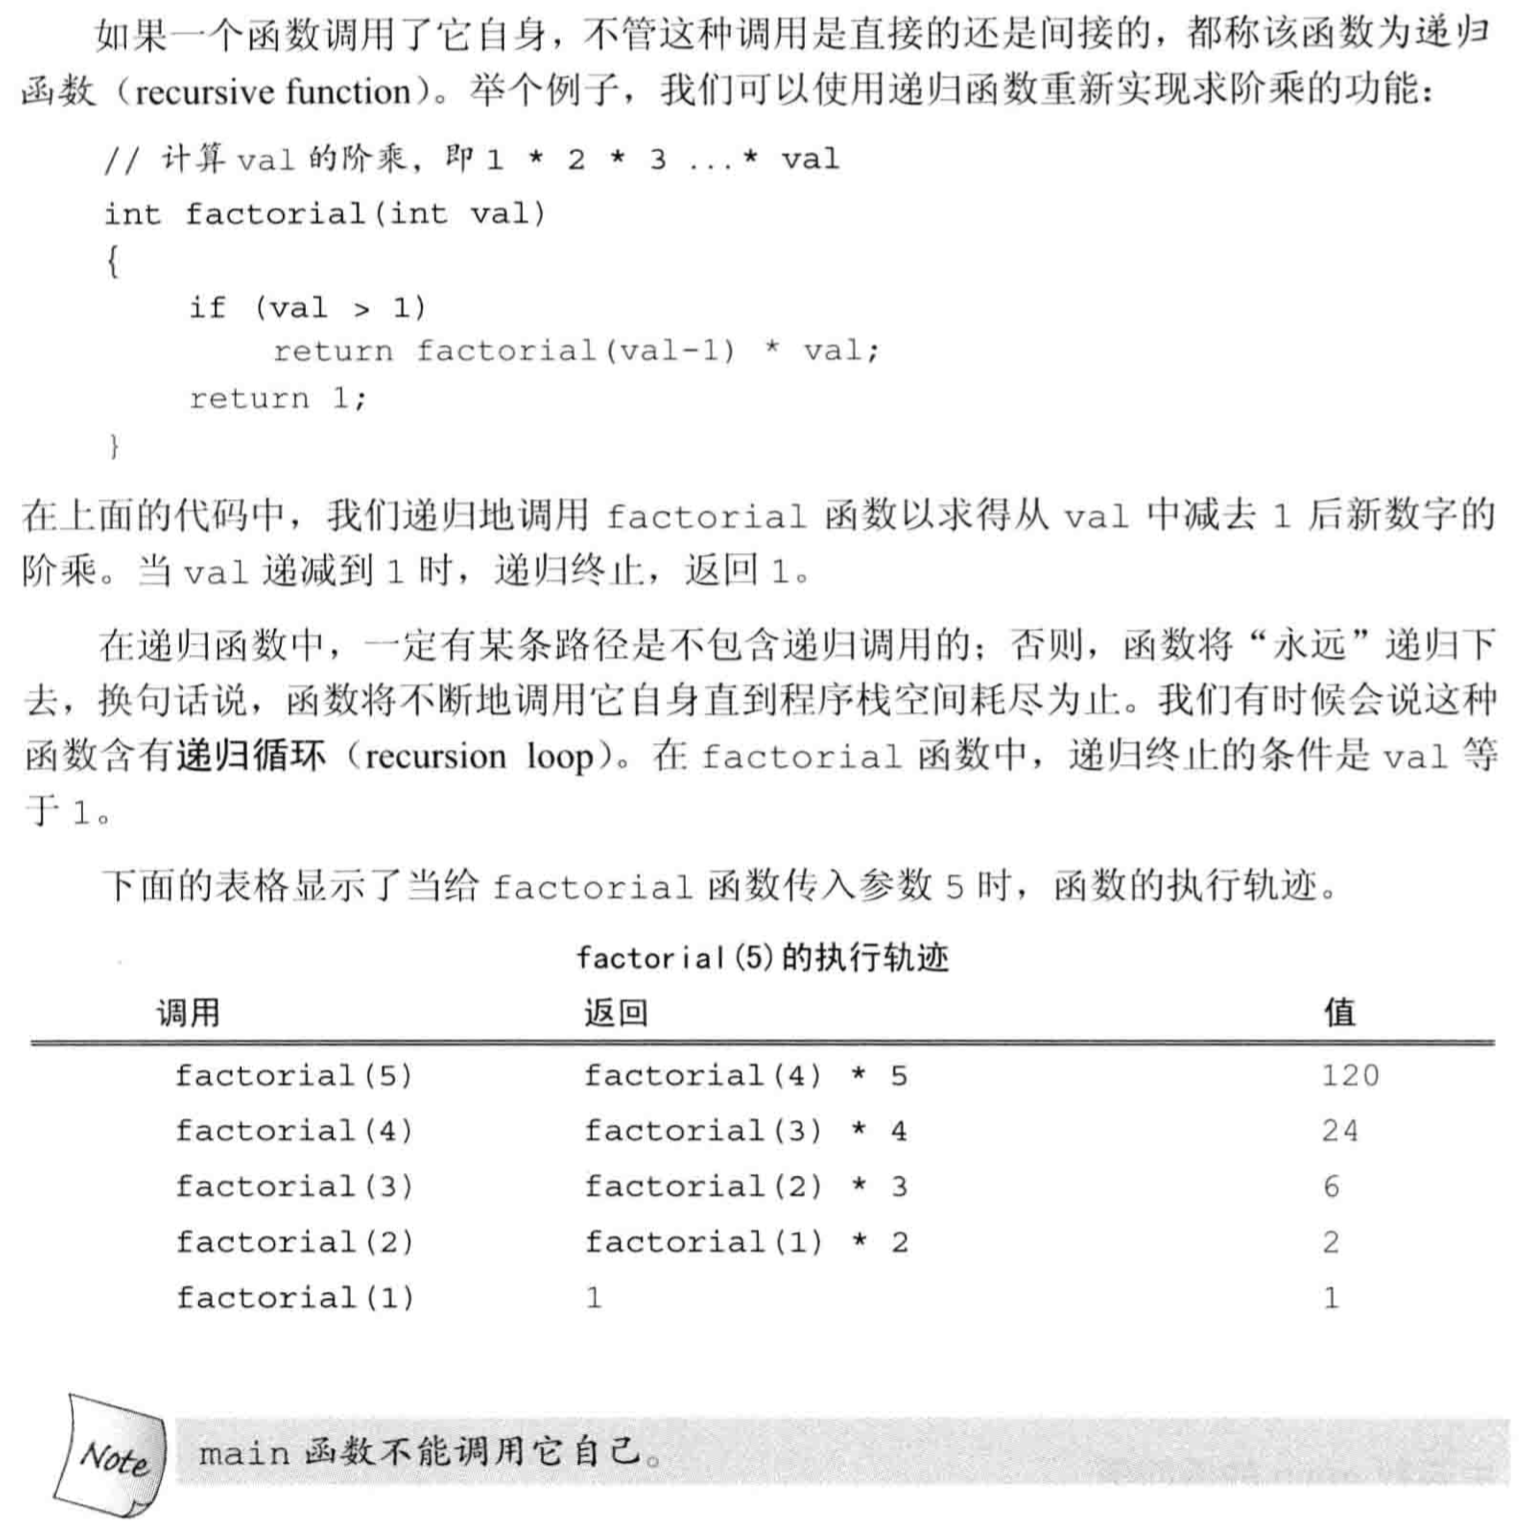 如果一个函数调用了它自身，不管这种调用是直接的还是间接的，都称该函数为递归
函数（recursive function）。举个例子，我们可以使用递归函数重新实现求阶乘的功能：
// 计算 val 的阶乘，即 1 * 2 * 3 ...* val
int factorial(int val)
{
    if (val > 1)
        return factorial(val-1) * val;
    return 1;
}
在上面的代码中，我们递归地调用 factorial 函数以求得从 val 中减去 1 后新数字的
阶乘。当 val 递减到 1 时，递归终止，返回 1。
在递归函数中，一定有某条路径是不包含递归调用的；否则，函数将“永远”递归下
去，换句话说，函数将不断地调用它自身直到程序栈空间耗尽为止。我们有时候会说这种
函数含有递归循环（recursion loop）。在 factorial 函数中，递归终止的条件是 val 等
于 1。
下面的表格显示了当给 factorial 函数传入参数 5 时，函数的执行轨迹。
factorial(5)的执行轨迹
调用 返回 值
factorial(5) factorial(4) * 5 120
factorial(4) factorial(3) * 4 24
factorial(3) factorial(2) * 3 6
factorial(2) factorial(1) * 2 2
factorial(1) 1 1
Note main 函数不能调用它自己。